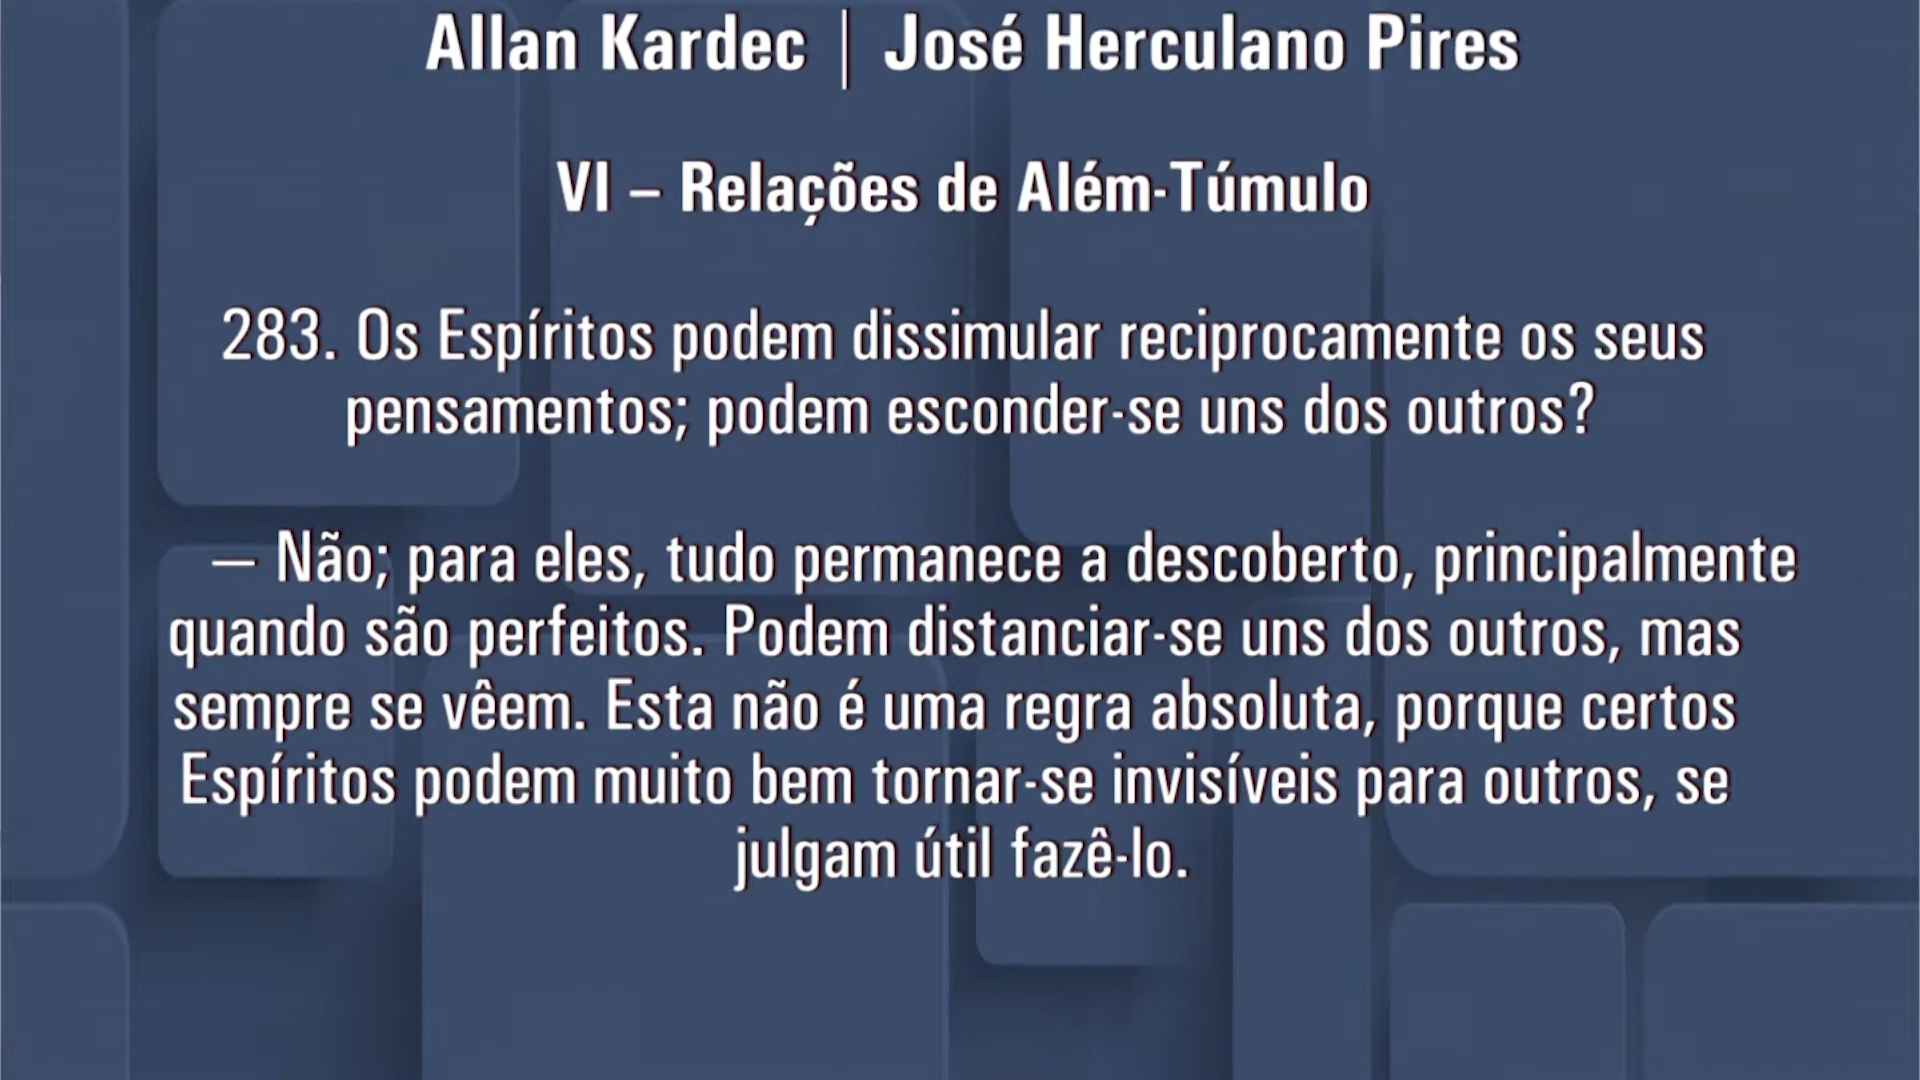 Allan Kardec | José Herculano Pires
VI – Relações de Além-Túmulo
283. Os Espíritos podem dissimular reciprocamente os seus
pensamentos; podem esconder-se uns dos outros?
– Não; para eles, tudo permanece a descoberto, principalmente
quando são perfeitos. Podem distanciar-se uns dos outros, mas
sempre se vêem. Esta não é uma regra absoluta, porque certos
Espíritos podem muito bem tornar-se invisíveis para outros, se
julgam útil fazê-lo.